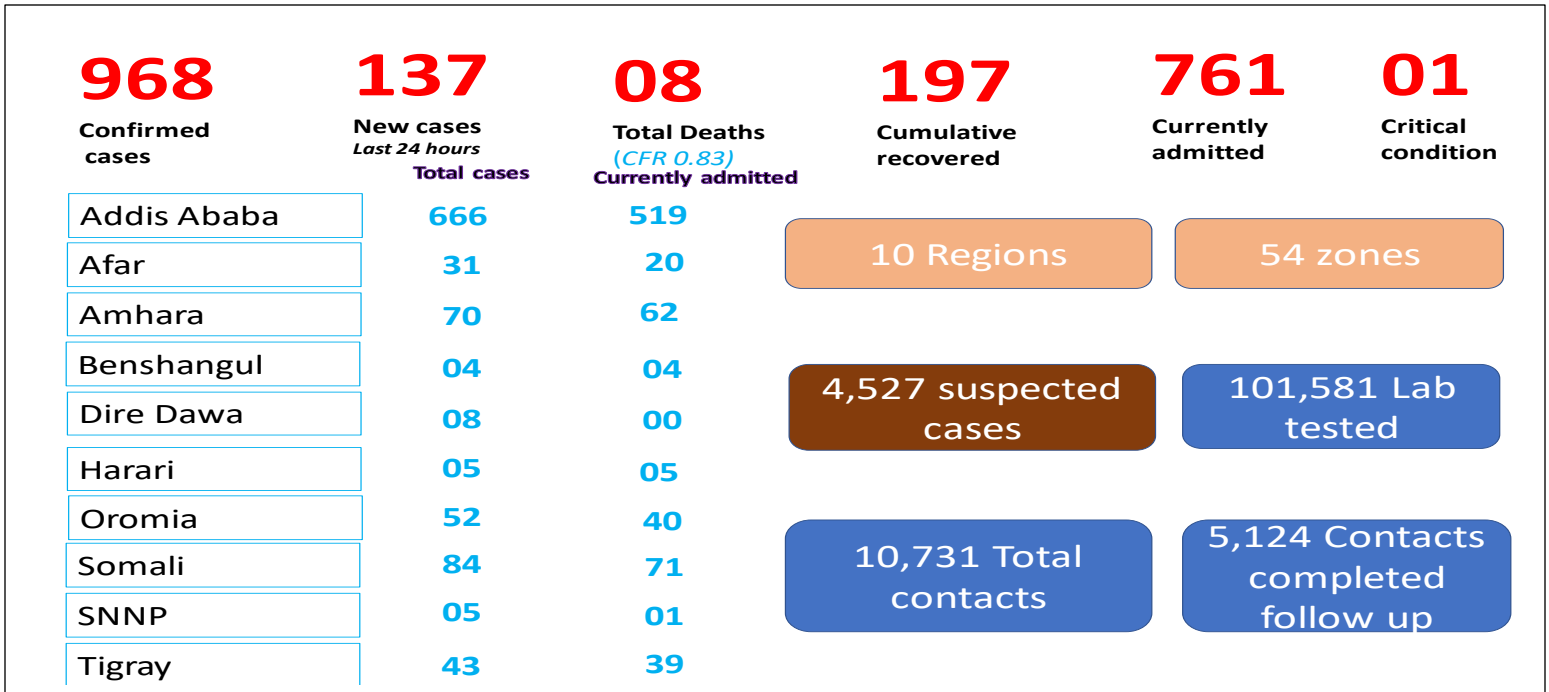 968 137 08 197 761 01
Confirmed
cases
New cases
Last 24 hours
Total Deaths
(CFR 0.83)
Cumulative
recovered
Currently
admitted
Critical
condition
Total cases Currently admitted
Addis Ababa 666 519
Afar 31 20
Amhara 70 62
Benshangul 04 04
Dire Dawa 08 00
Harari 05 05
Oromia 52 40
Somali 84 71
SNNP 05 01
Tigray 43 39
10 Regions
54 zones
4,527 suspected
cases
101,581 Lab
tested
10,731 Total
contacts
5,124 Contacts
completed
follow up